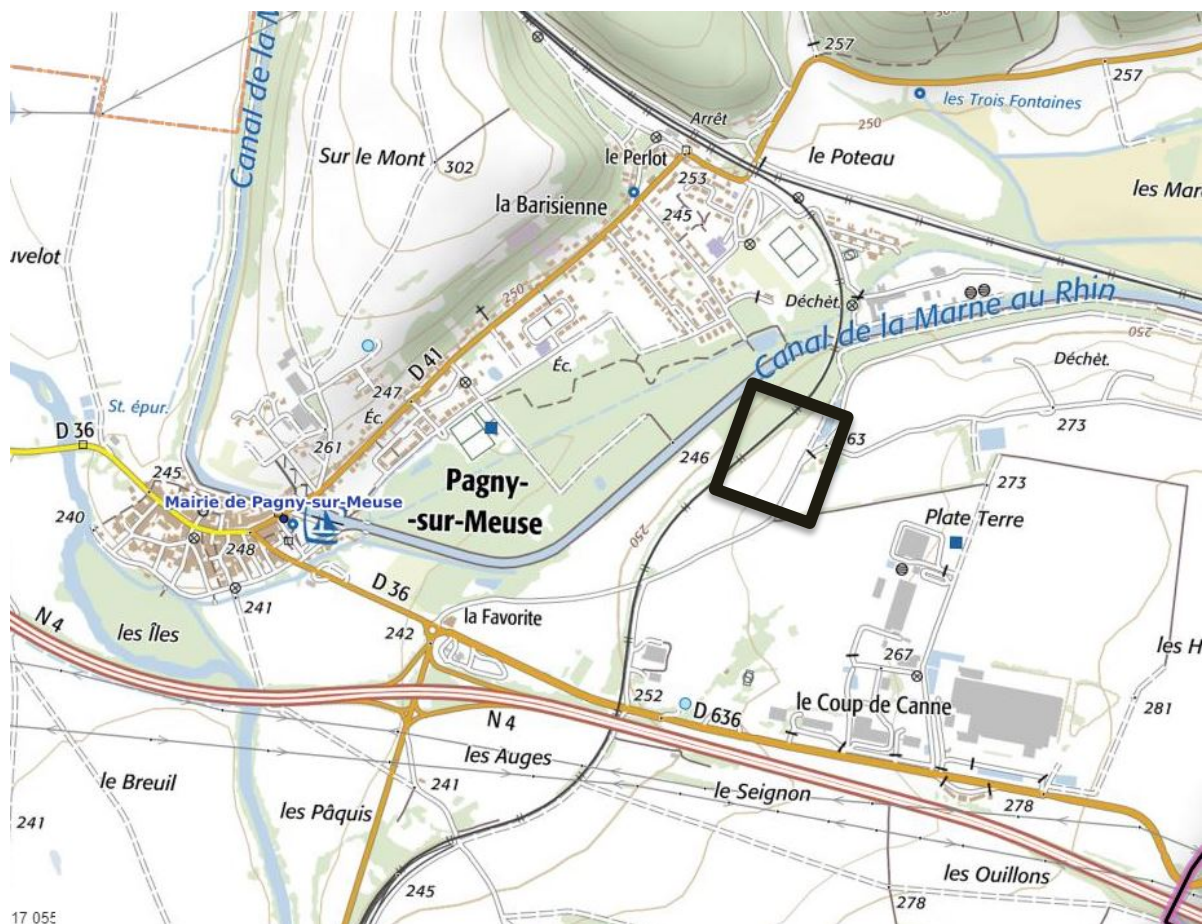 257
Canal de la M
257
les Trois Fontaines
Arrêt
250
Sur le Mont
302
le Perlot
le Poteau
253
les Mar
la Barisienne
245
uvelot
250
Déchèt.
Canal de la Marne au Rhin
250
D 41
Éc.
Déchèt.
247
Éc.
St. épur.
D 36
261
63
273
246
245
Pagny-
-sur-Meuse
273
Mairie de Pagny-sur-Meuse
240
Plate Terre
248
250
D 36
241
la Favorite
les Îles
242
N 4
267
les H
252
le Coup de Canne
281
D 636
N 4
les Auges
le Breuil
241
le Seignon
les Pâquis
278
241
les Ouillons
245
278
17 055